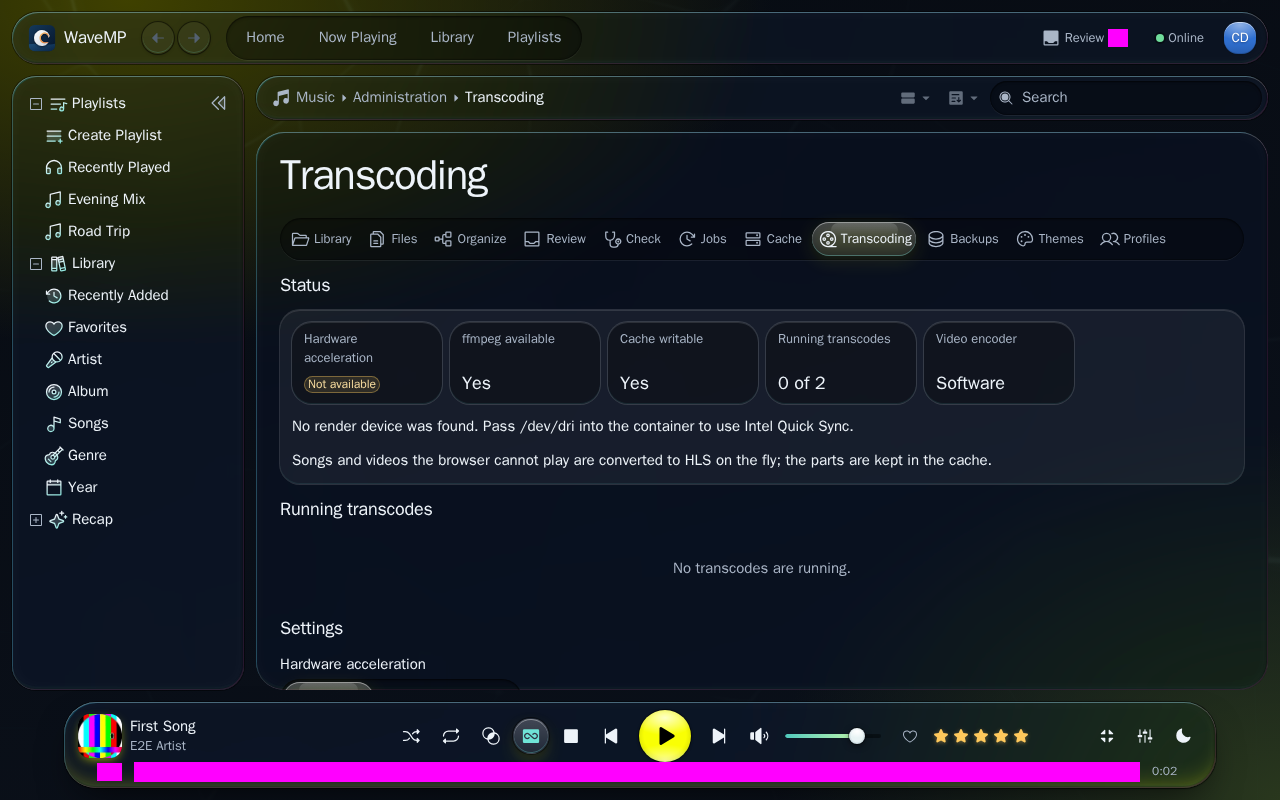 WaveMP
Home
Now Playing
Library
Playlists
Review
Online
CD
Playlists
Create Playlist
Recently Played
Evening Mix
Road Trip
Library
Recently Added
Favorites
Artist
Album
Songs
Genre
Year
Recap
Music
Administration
Transcoding
Search
Transcoding
Library
Files
Organize
Review
Check
Jobs
Cache
Transcoding
Backups
Themes
Profiles
Status
Hardware
acceleration
Not available
ffmpeg available
Yes
Cache writable
Yes
Running transcodes
0 of 2
Video encoder
Software
No render device was found. Pass /dev/dri into the container to use Intel Quick Sync.
Songs and videos the browser cannot play are converted to HLS on the fly; the parts are kept in the cache.
Running transcodes
No transcodes are running.
Settings
Hardware acceleration
First Song
E2E Artist
0:02